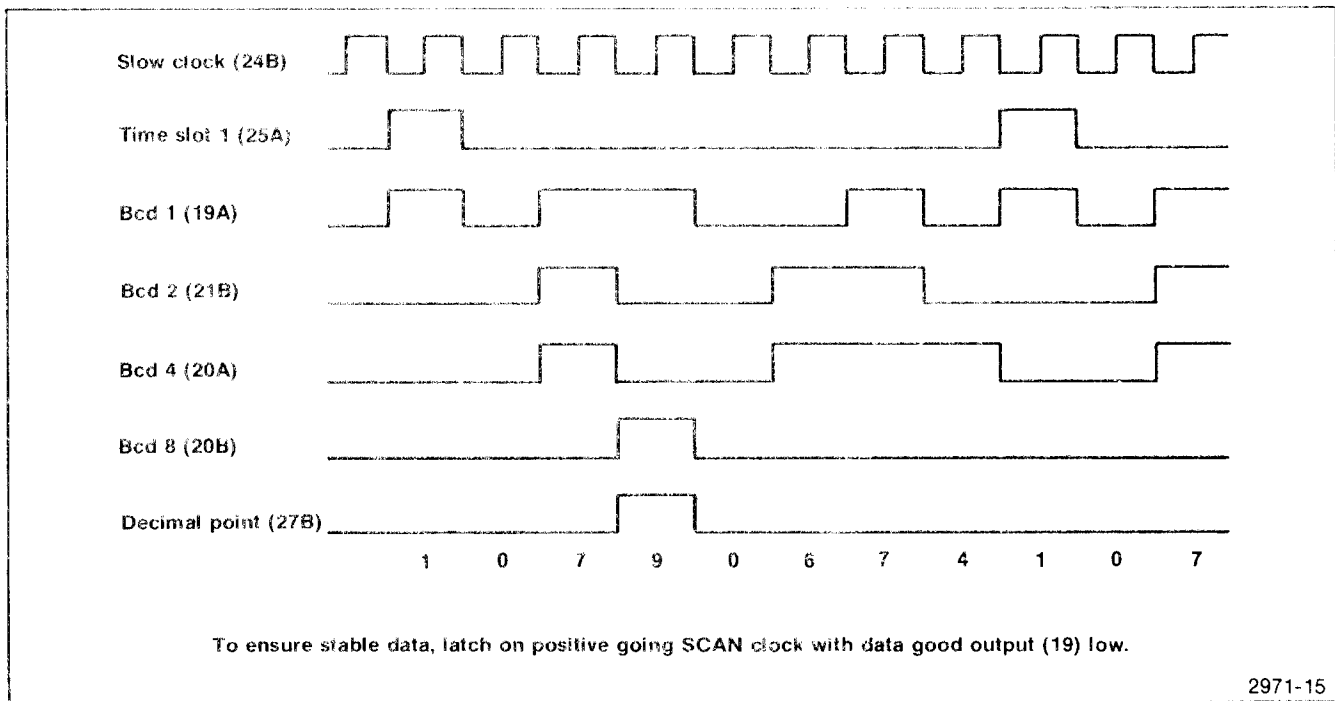 Slow clock (24B)
Time slot 1 (25A)
Bcd 1 (19A)
Bcd 2 (21B)
Bcd 4 (20A)
Bcd 8 (20B)
Decimal point (27B)
1 0 7 9 0 6 7 4 1 0 7
To ensure stable data, latch on positive going SCAN clock with data good output (19) low.
2971-15